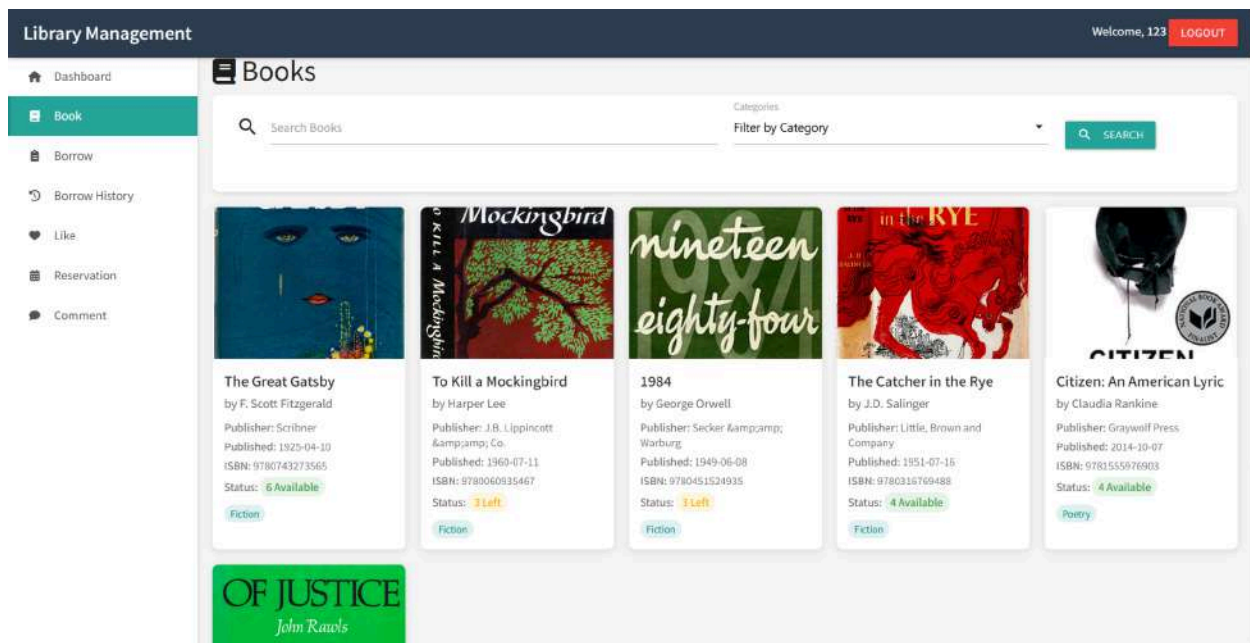 Library Management
Welcome, 123
LOGOUT
Dashboard
Book
Borrow
Borrow History
Like
Reservation
Comment
Books
Search Books
Categories
Filter by Category
SEARCH
The Great Gatsby
by F. Scott Fitzgerald
Publisher: Scribner
Published: 1925-04-10
ISBN: 9780743273565
Status: 6 Available
Fiction
Mockingbird
O KILL A Mockingbird
To Kill a Mockingbird
by Harper Lee
Publisher: J.B. Lippincott
&amp;amp; Co.
Published: 1960-07-11
ISBN: 9780060935467
Status: 3 Left
Fiction
1984
nineteen
eighty-four
1984
by George Orwell
Publisher: Secker &amp;amp;
Warburg
Published: 1949-06-08
ISBN: 9780451524935
Status: 3 Left
Fiction
in the RYE
The Catcher in the Rye
by J.D. Salinger
Publisher: Little, Brown and
Company
Published: 1951-07-16
ISBN: 9780316769488
Status: 4 Available
Fiction
NATIONAL BOOK AWARD
FINALIST
CITIZEN
Citizen: An American Lyric
by Claudia Rankine
Publisher: Graywolf Press
Published: 2014-10-07
ISBN: 9781555976903
Status: 4 Available
Poetry
OF JUSTICE
John Rawls